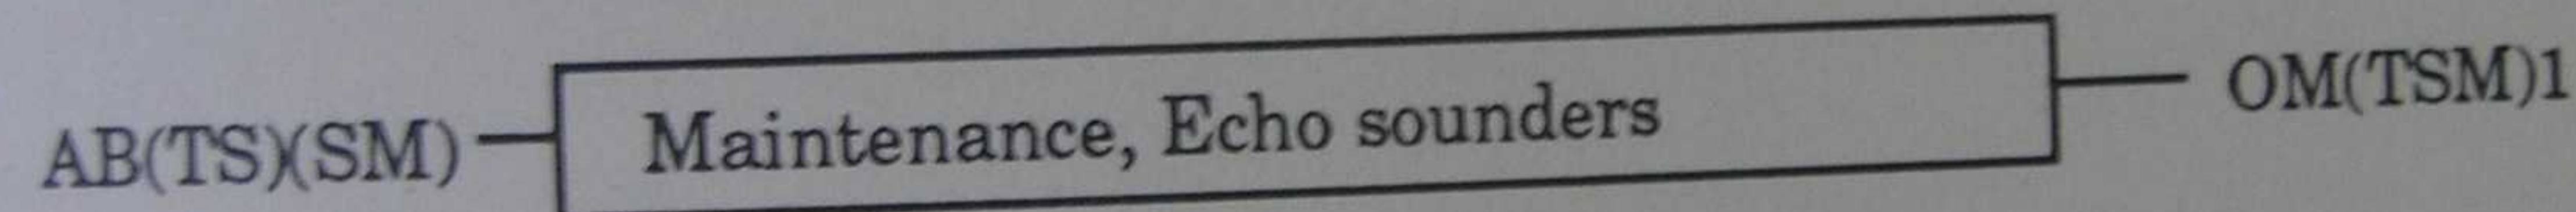 AB(TS)(SM) Maintenance, Echo sounders OM(TSM)1